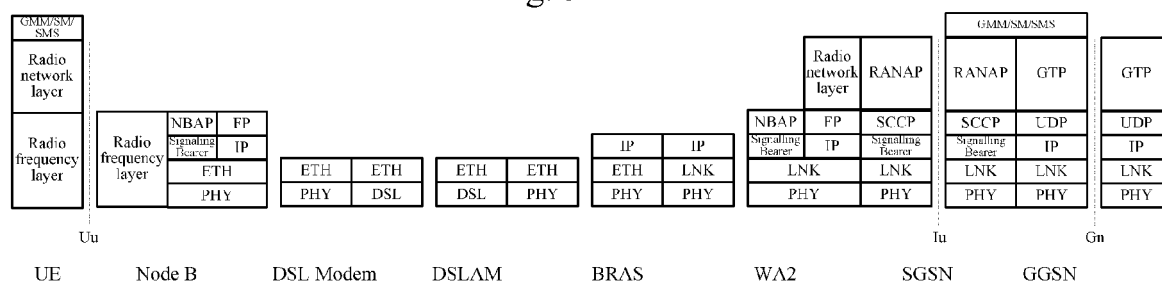 GMM/SM/
SMS
Radio
network
layer
Radio
frequency
layer
Uu
Radio
frequency
layer
NBAP FP
Signalling
Bearer
IP
ETH
PHY
ETH ETH
PHY DSL
ETH ETH
DSL PHY
IP IP
ETH LNK
PHY PHY
Radio
network
layer
RANAP
NBAP FP SCCP
Signalling
Bearer
IP
Signalling
Bearer
LNK LNK
PHY PHY
Iu
GMM/SM/SMS
RANAP GTP
SCCP UDP
Signalling
Bearer
IP
LNK LNK
PHY PHY
Gn
GTP
UDP
IP
LNK
PHY
UE Node B DSL Modem DSLAM BRAS WA2 SGSN GGSN